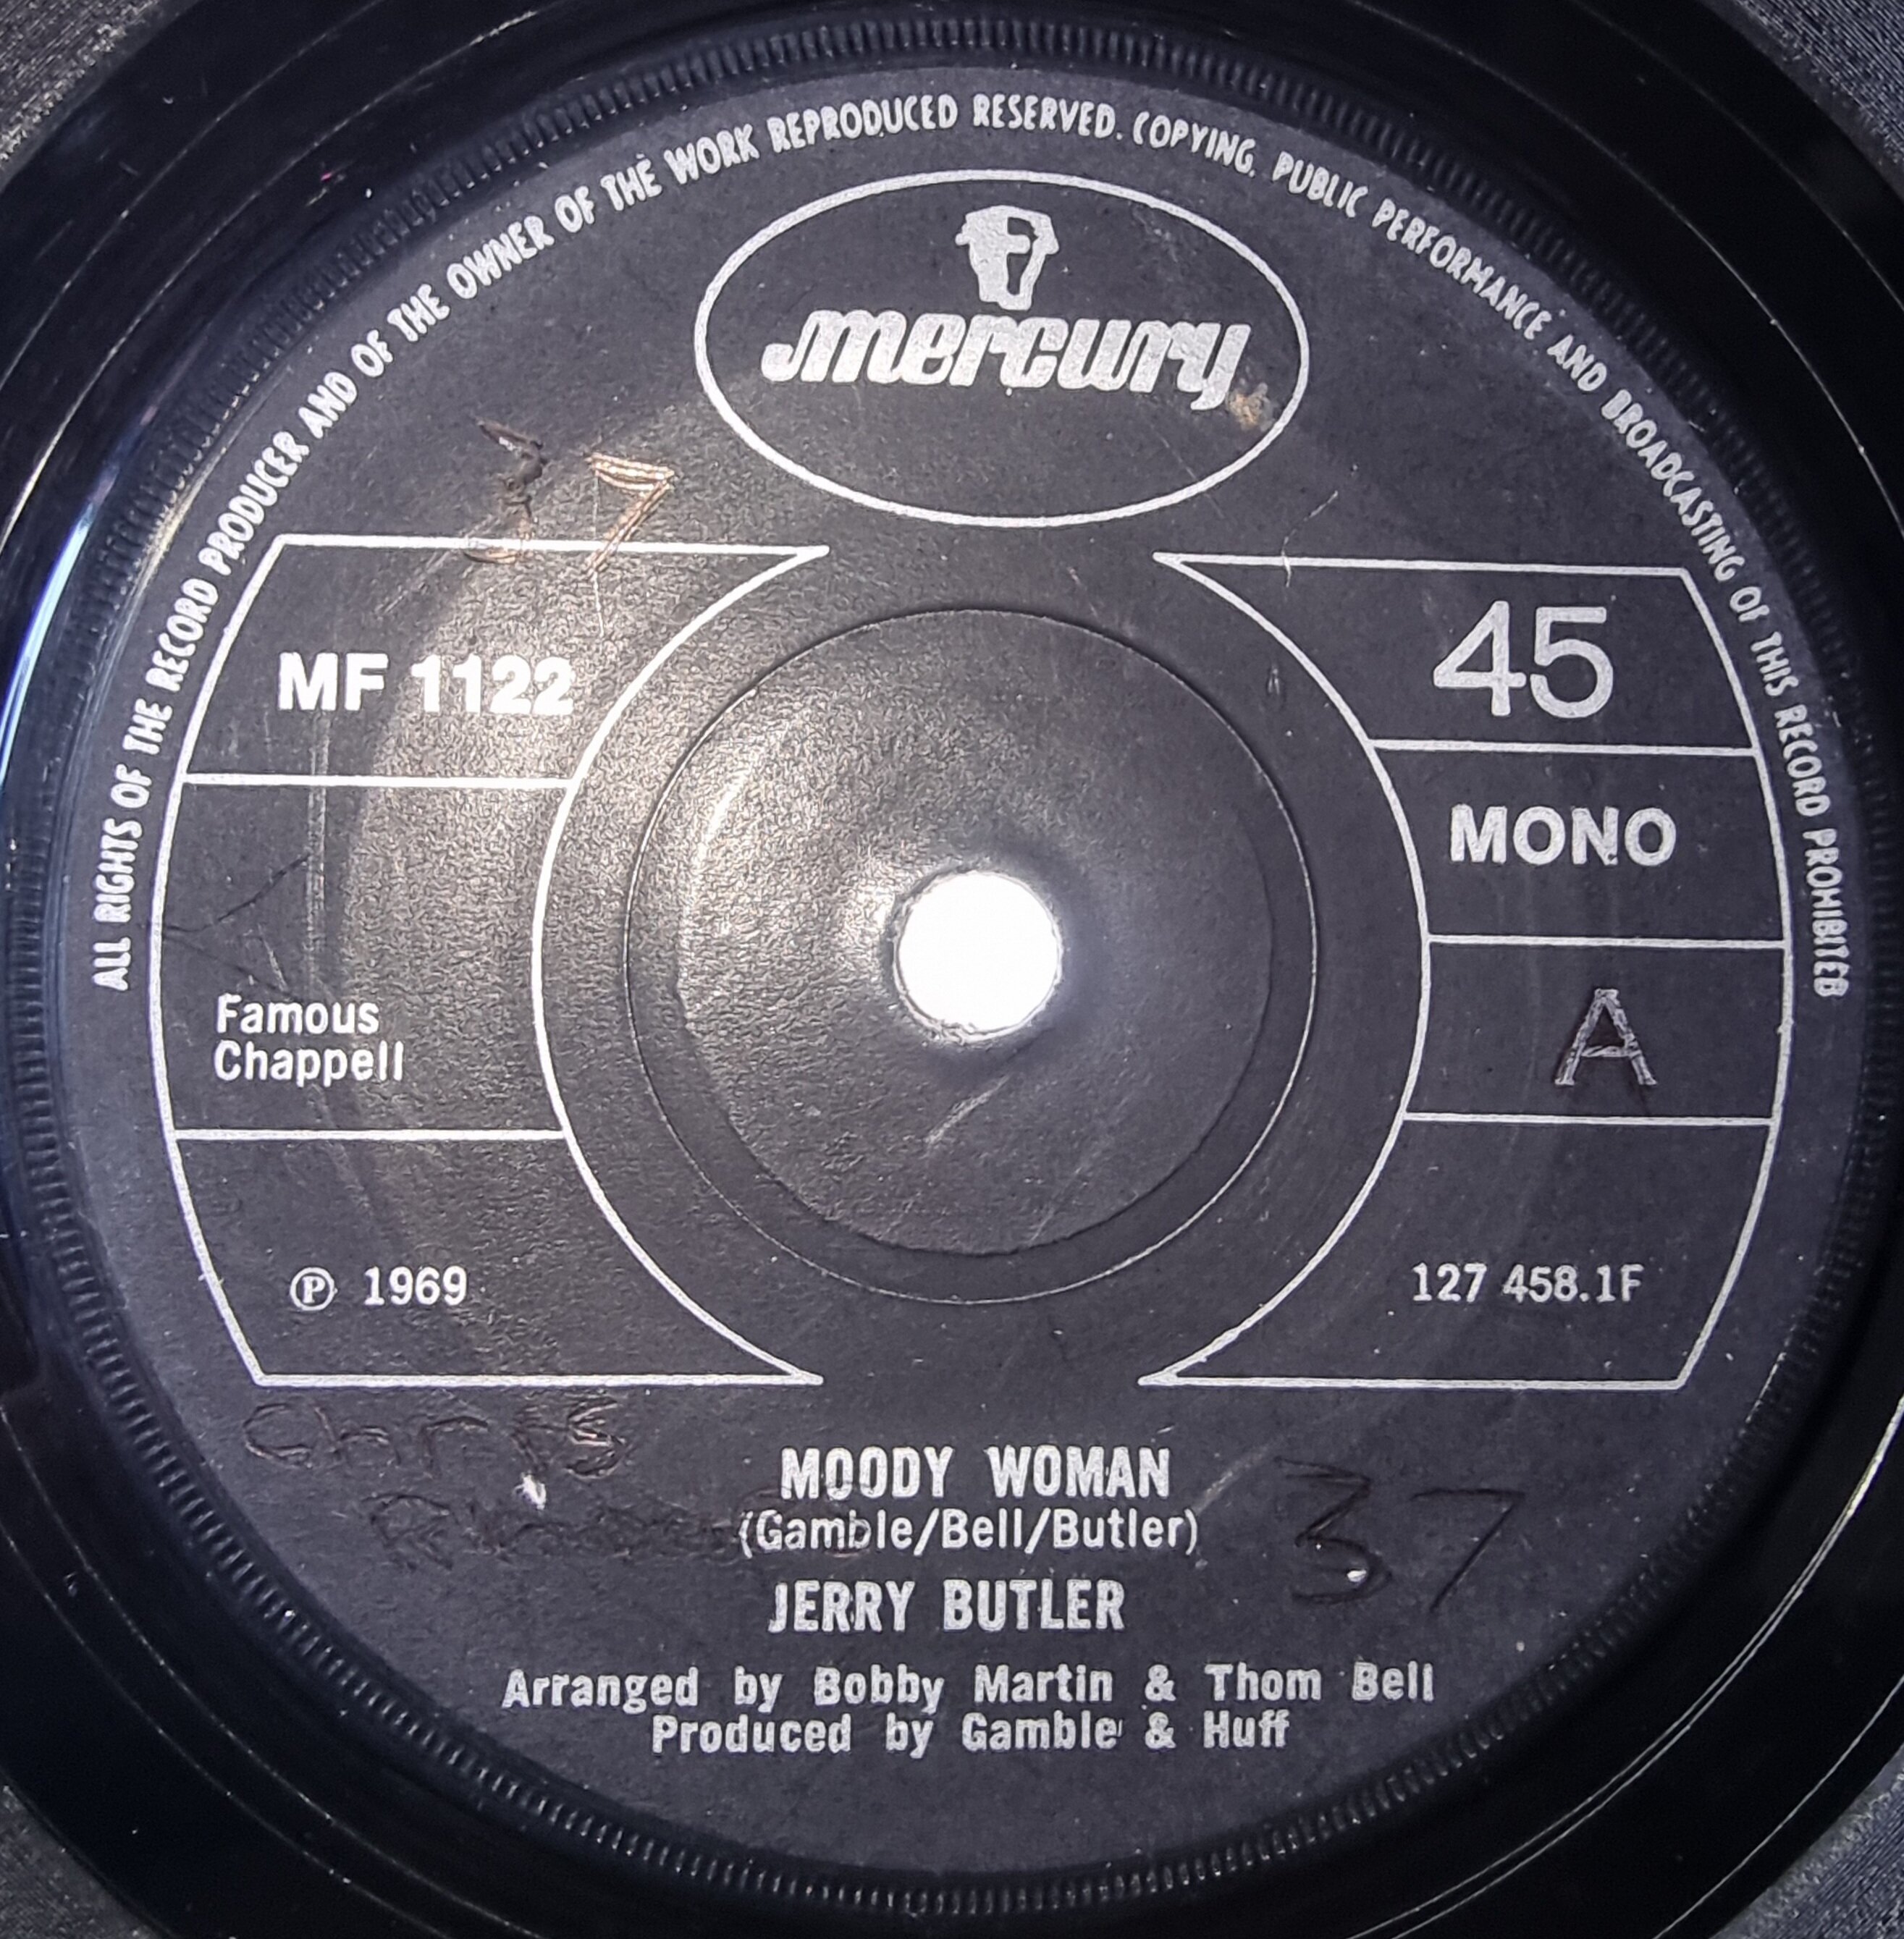 ALL RIGHTS OF THE RECORD PRODUCER AND OF THE OWNER OF THE WORK REPRODUCED RESERVED. COPYING, PUBLIC PERFORMANCE AND BROADCASTING OF THIS RECORD PROHIBITED
mercury
37
MF 1122
45
MONO
Famous
Chappell
A
Ⓟ 1969
127 458.1F
Chris
MOODY WOMAN
(Gamble/Bell/Butler)
37
JERRY BUTLER
Arranged by Bobby Martin & Thom Bell
Produced by Gamble & Huff